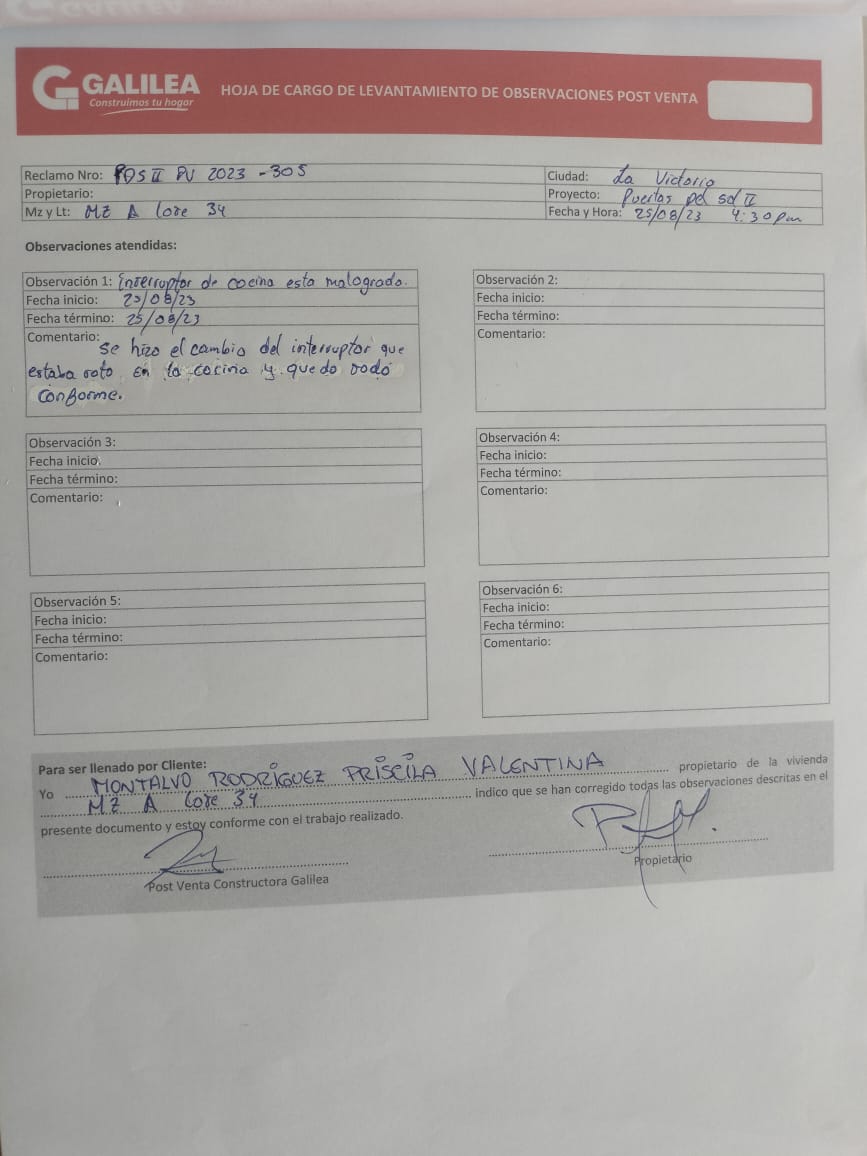 GALILEA
Construimos tu hogar
HOJA DE CARGO DE LEVANTAMIENTO DE OBSERVACIONES POST VENTA
Reclamo Nro: PDS II PV 2023 - 305
Ciudad: La Victoria
Propietario:
Proyecto: Puertas del sol II
Mz y Lt: MZ A lote 34
Fecha y Hora: 25/08/23 4:30 pm
Observaciones atendidas:
Observación 1: interruptor de cocina esta malogrado.
Fecha inicio: 25/08/23
Fecha término: 25/08/23
Comentario: se hizo el cambio del interruptor que
estaba roto en la cocina y quedo todo
conforme.
Observación 2:
Fecha inicio:
Fecha término:
Comentario:
Observación 3:
Fecha inicio:
Fecha término:
Comentario:
Observación 4:
Fecha inicio:
Fecha término:
Comentario:
Observación 5:
Fecha inicio:
Fecha término:
Comentario:
Observación 6:
Fecha inicio:
Fecha término:
Comentario:
Para ser llenado por Cliente:
Yo MONTALVO RODRÍGUEZ PRISCILA VALENTINA propietario de la vivienda
MZ A lote 34 indico que se han corregido todas las observaciones descritas en el
presente documento y estoy conforme con el trabajo realizado.
Post Venta Constructora Galilea
Propietario